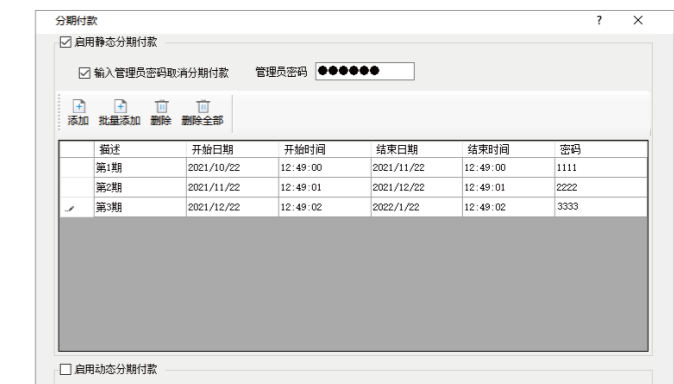 分期付款 ? ×
启用静态分期付款
输入管理员密码取消分期付款 管理员密码 ●●●●●●
添加 批量添加 删除 删除全部
描述 开始日期 开始时间 结束日期 结束时间 密码
第1期 2021/10/22 12:49:00 2021/11/22 12:49:00 1111
第2期 2021/11/22 12:49:01 2021/12/22 12:49:01 2222
第3期 2021/12/22 12:49:02 2022/1/22 12:49:02 3333
启用动态分期付款